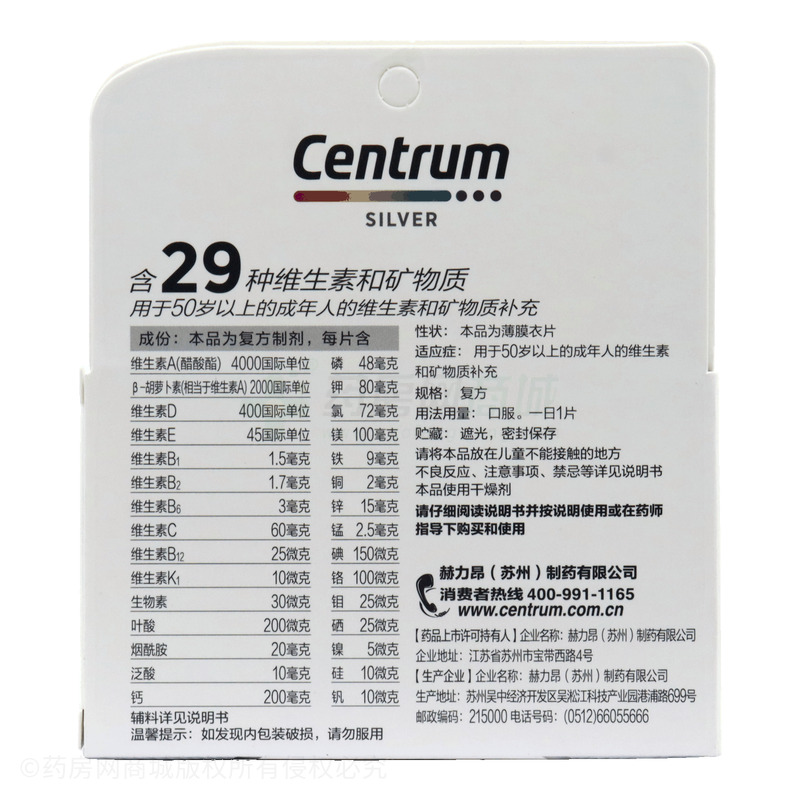 Centrum
SILVER
含29种维生素和矿物质
用于50岁以上的成年人的维生素和矿物质补充
成份：本品为复方制剂，每片含
维生素A(醋酸酯) 4000国际单位 磷 48毫克
β-胡萝卜素(相当于维生素A) 2000国际单位 钾 80毫克
维生素D 400国际单位 氯 72毫克
维生素E 45国际单位 镁 100毫克
维生素B1 1.5毫克 铁 9毫克
维生素B2 1.7毫克 铜 2毫克
维生素B6 3毫克 锌 15毫克
维生素C 60毫克 锰 2.5毫克
维生素B12 25微克 碘 150微克
维生素K1 10微克 铬 100微克
生物素 30微克 钼 25微克
叶酸 200微克 硒 25微克
烟酰胺 20毫克 镍 5微克
泛酸 10毫克 硅 10微克
钙 200毫克 钒 10微克
辅料详见说明书
温馨提示：如发现内包装破损，请勿服用
性状：本品为薄膜衣片
适应症：用于50岁以上的成年人的维生素
和矿物质补充
规格：复方
用法用量：口服。一日1片
贮藏：遮光，密封保存
请将本品放在儿童不能接触的地方
不良反应、注意事项、禁忌等详见说明书
本品使用干燥剂
请仔细阅读说明书并按说明使用或在药师
指导下购买和使用
赫力昂（苏州）制药有限公司
消费者热线 400-991-1165
www.centrum.com.cn
【药品上市许可持有人】企业名称：赫力昂（苏州）制药有限公司
企业地址：江苏省苏州市宝带西路4号
【生产企业】企业名称：赫力昂（苏州）制药有限公司
生产地址：苏州吴中经济开发区吴淞江科技产业园港浦路699号
邮政编码：215000 电话号码：(0512)66055666
©药房网商城版权所有侵权必究